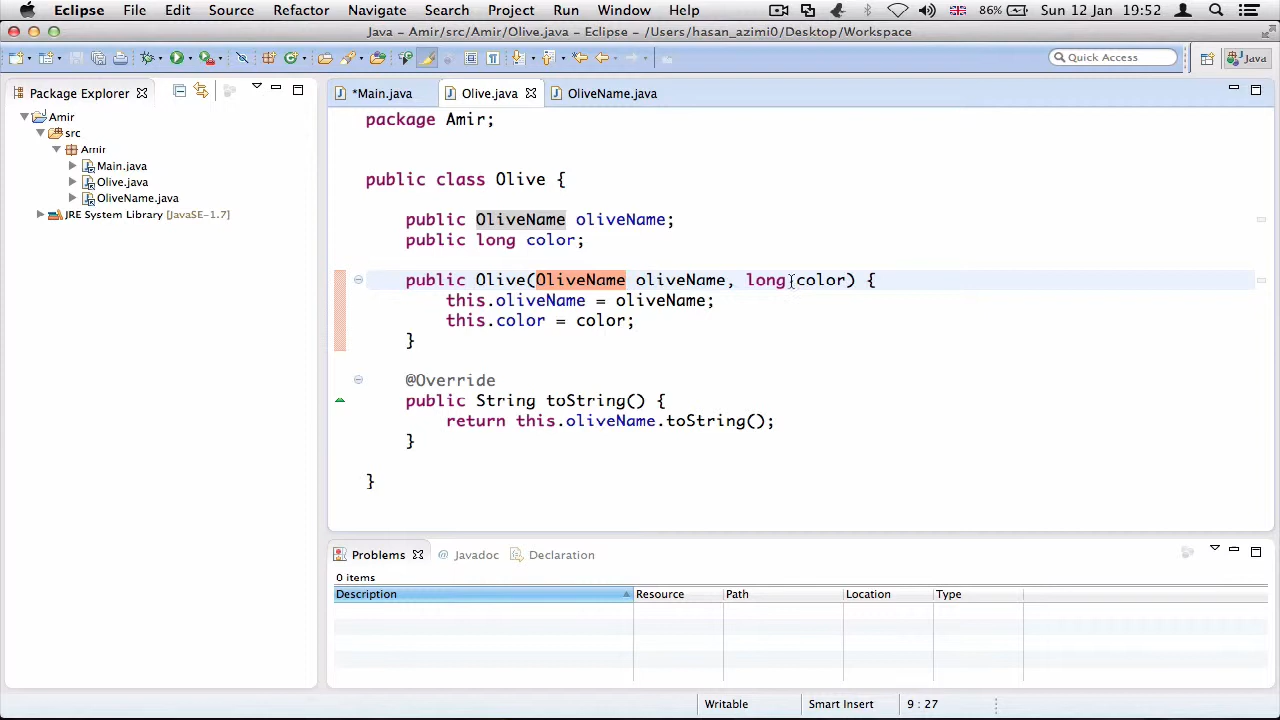 Eclipse File Edit Source Refactor Navigate Search Project Run Window Help 86% Sun 12 Jan 19:52
Java - Amir/src/Amir/Olive.java - Eclipse - /Users/hasan_azimi0/Desktop/Workspace
Quick Access Java
Package Explorer
*Main.java Olive.java OliveName.java
Amir
src
Amir
Main.java
Olive.java
OliveName.java
JRE System Library [JavaSE-1.7]
package Amir;
public class Olive {
public OliveName oliveName;
public long color;
public Olive(OliveName oliveName, long color) {
this.oliveName = oliveName;
this.color = color;
}
@Override
public String toString() {
return this.oliveName.toString();
}
}
Problems @ Javadoc Declaration
0 items
Description Resource Path Location Type
Writable Smart Insert 9 : 27